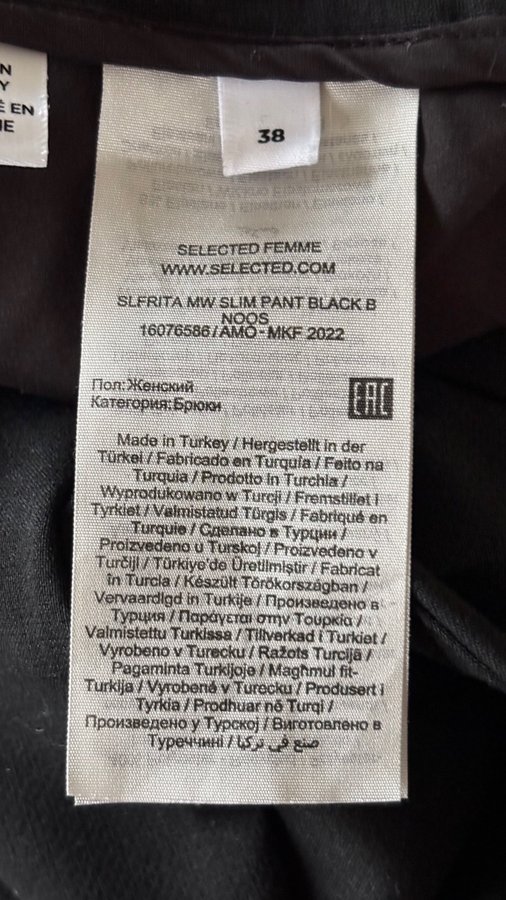 N
Y
É EN
IE
38
SELECTED FEMME
WWW.SELECTED.COM
SLFRITA MW SLIM PANT BLACK B
NOOS
16076586/AMO-MKF 2022
Пол:Женский
Категория:Брюки
EAC
Made in Turkey / Hergestellt in der
Türkei / Fabricado en Turquía / Feito na
Turquia / Prodotto in Turchia /
Wyprodukowano w Turcji / Fremstillet i
Tyrkiet / Valmistatud Türgis / Fabriqué en
Turquie / Сделано в Турции /
Proizvedeno u Turskoj / Proizvedeno v
Turčiji / Türkiye'de Üretilmiştir / Fabricat
în Turcia / Készült Törökországban /
Vervaardigd in Turkije / Произведено в
Турция / Παράγεται στην Τουρκία /
Valmistettu Turkissa / Tillverkad i Turkiet /
Vyrobeno v Turecku / Ražots Turcijā /
Pagaminta Turkijoje / Magħmul fit-
Turkija / Vyrobené v Turecku / Produsert i
Tyrkia / Prodhuar në Turqi /
Произведено у Турској / Виготовлено в
Туреччині / صنع في تركيا